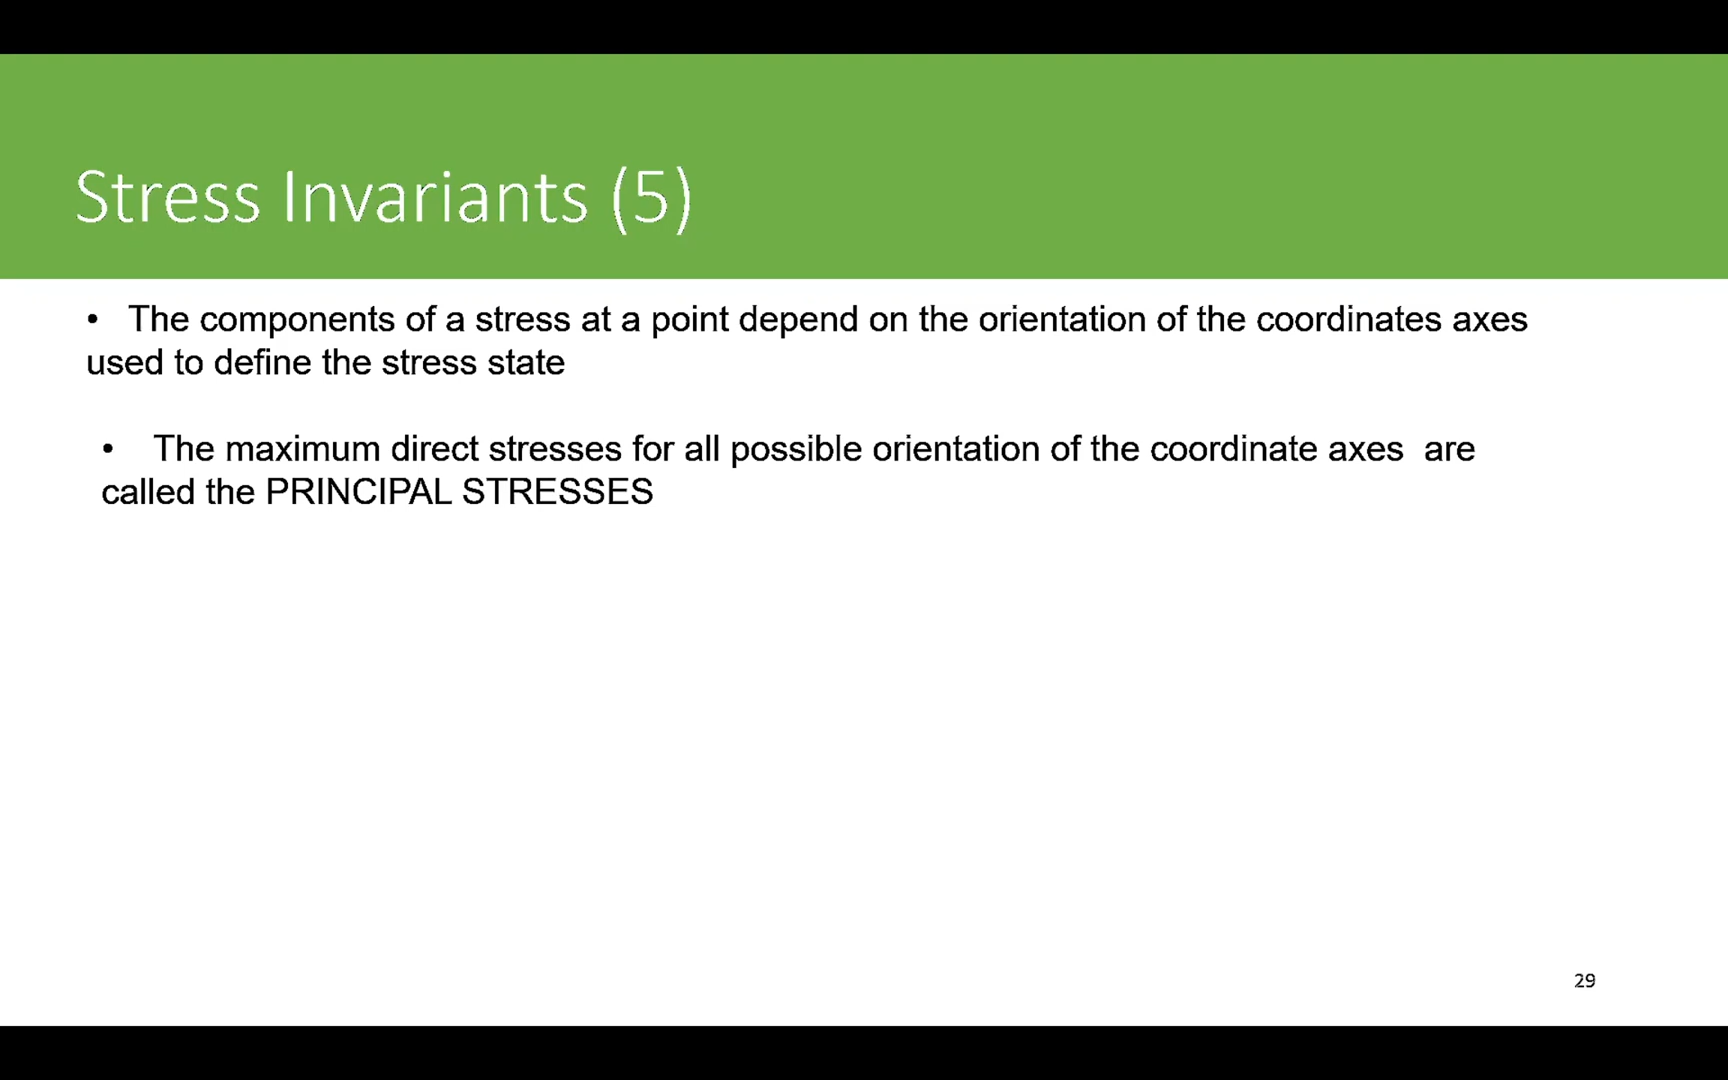 Stress Invariants (5)
• The components of a stress at a point depend on the orientation of the coordinates axes
used to define the stress state
• The maximum direct stresses for all possible orientation of the coordinate axes are
called the PRINCIPAL STRESSES
29